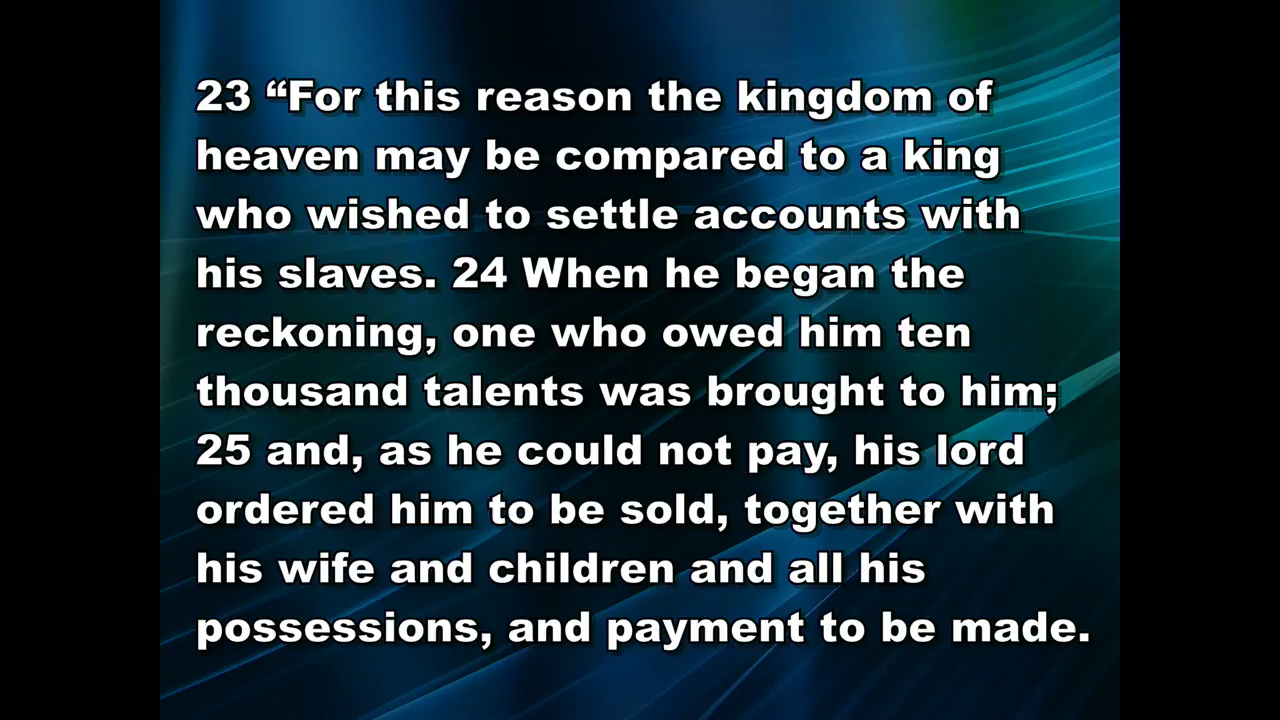 23 “For this reason the kingdom of
heaven may be compared to a king
who wished to settle accounts with
his slaves. 24 When he began the
reckoning, one who owed him ten
thousand talents was brought to him;
25 and, as he could not pay, his lord
ordered him to be sold, together with
his wife and children and all his
possessions, and payment to be made.